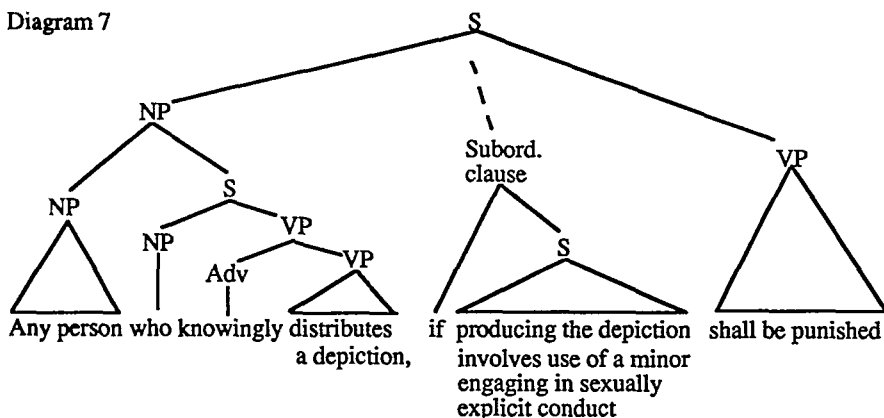 Diagram 7
S
NP
Subord.
clause
VP
NP
S
NP
VP
S
Adv
VP
Any person who knowingly distributes if producing the depiction shall be punished
a depiction, involves use of a minor
engaging in sexually
explicit conduct